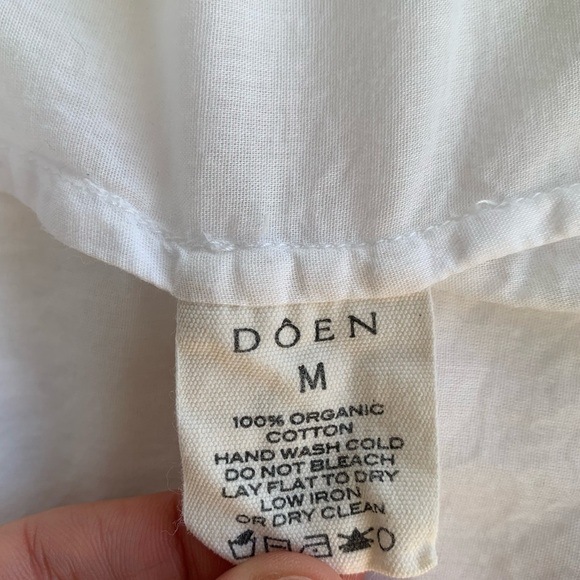 DÔEN
M
100% ORGANIC
COTTON
HAND WASH COLD
DO NOT BLEACH
LAY FLAT TO DRY
LOW IRON
OR DRY CLEAN